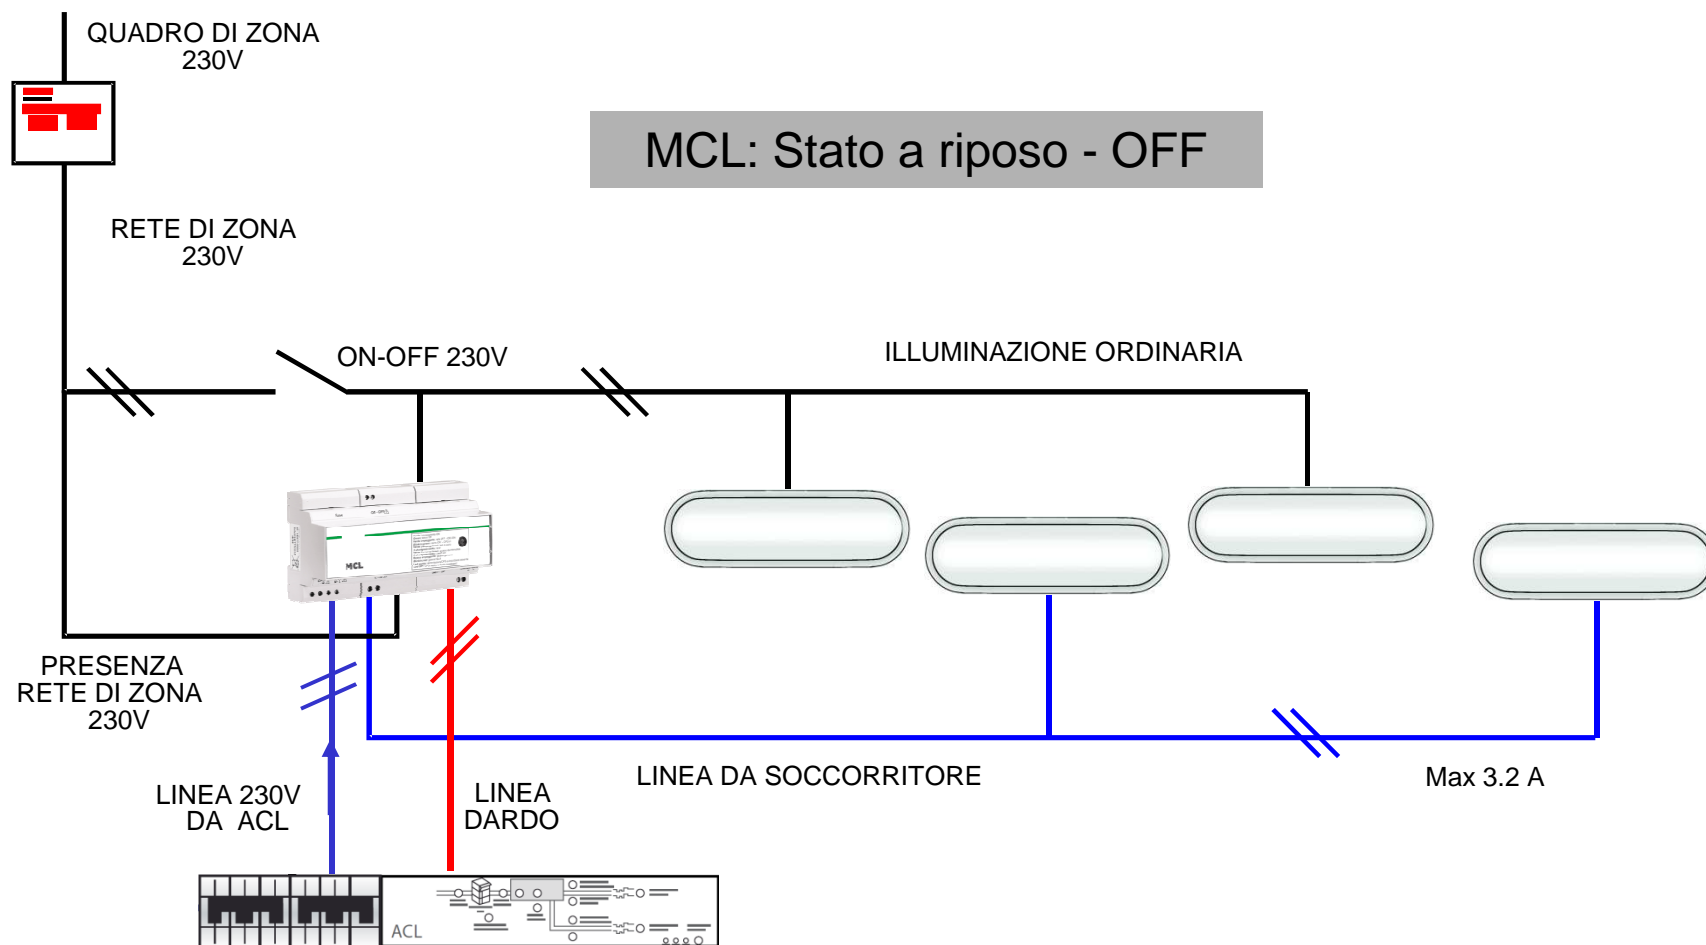 QUADRO DI ZONA
230V
MCL: Stato a riposo - OFF
RETE DI ZONA
230V
ON-OFF 230V
ILLUMINAZIONE ORDINARIA
MCL
PRESENZA
RETE DI ZONA
230V
LINEA 230V
DA ACL
LINEA
DARDO
LINEA DA SOCCORRITORE
Max 3.2 A
ACL